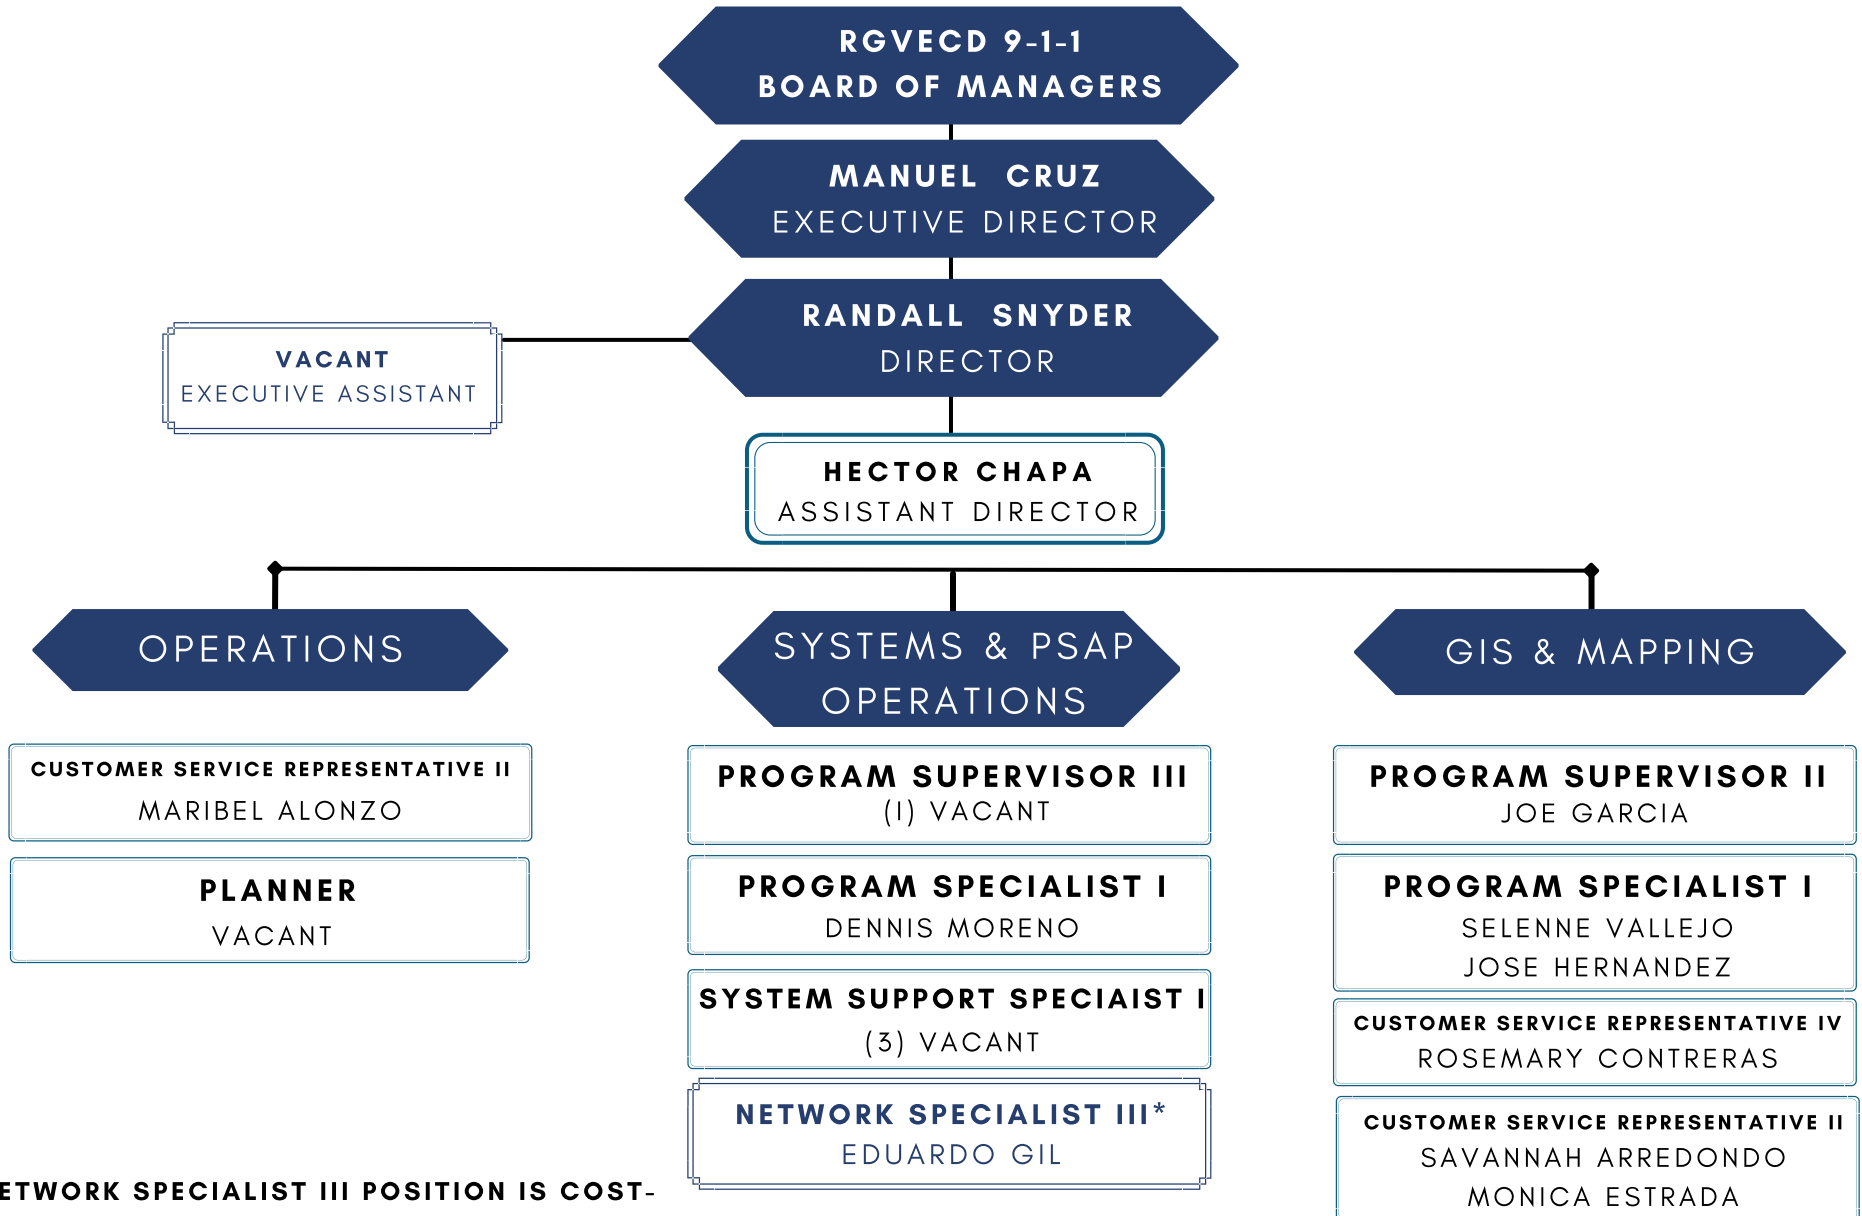 RGVECD 9-1-1
BOARD OF MANAGERS
MANUEL CRUZ
EXECUTIVE DIRECTOR
RANDALL SNYDER
DIRECTOR
VACANT
EXECUTIVE ASSISTANT
HECTOR CHAPA
ASSISTANT DIRECTOR
OPERATIONS
CUSTOMER SERVICE REPRESENTATIVE II
MARIBEL ALONZO
PLANNER
VACANT
SYSTEMS & PSAP
OPERATIONS
PROGRAM SUPERVISOR III
(1) VACANT
PROGRAM SPECIALIST I
DENNIS MORENO
SYSTEM SUPPORT SPECIAIST I
(3) VACANT
NETWORK SPECIALIST III*
EDUARDO GIL
GIS & MAPPING
PROGRAM SUPERVISOR II
JOE GARCIA
PROGRAM SPECIALIST I
SELENNE VALLEJO
JOSE HERNANDEZ
CUSTOMER SERVICE REPRESENTATIVE IV
ROSEMARY CONTRERAS
CUSTOMER SERVICE REPRESENTATIVE II
SAVANNAH ARREDONDO
MONICA ESTRADA
ETWORK SPECIALIST III POSITION IS COST-